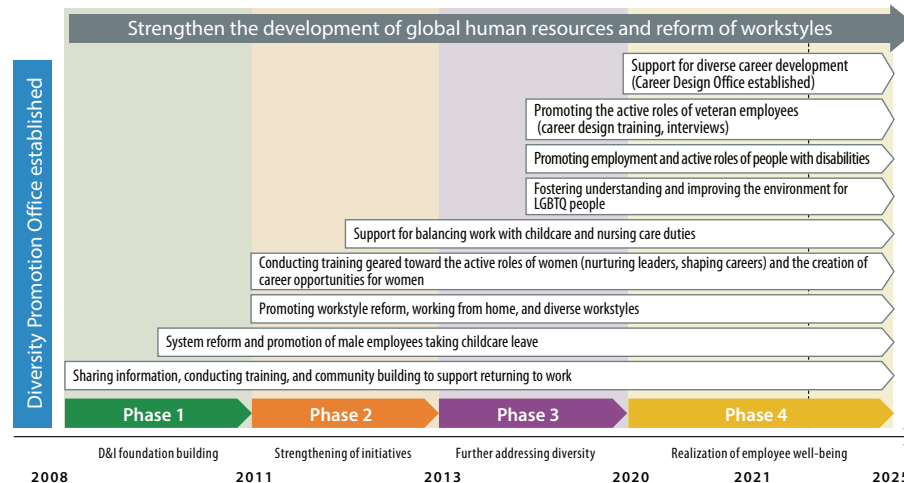 Strengthen the development of global human resources and reform of workstyles
Diversity Promotion Office established
Support for diverse career development
(Career Design Office established)
Promoting the active roles of veteran employees
(career design training, interviews)
Promoting employment and active roles of people with disabilities
Fostering understanding and improving the environment for
LGBTQ people
Support for balancing work with childcare and nursing care duties
Conducting training geared toward the active roles of women (nurturing leaders, shaping careers) and the creation of
career opportunities for women
Promoting workstyle reform, working from home, and diverse workstyles
System reform and promotion of male employees taking childcare leave
Sharing information, conducting training, and community building to support returning to work
Phase 1
Phase 2
Phase 3
Phase 4
D&I foundation building
Strengthening of initiatives
Further addressing diversity
Realization of employee well-being
2008
2011
2013
2020
2021
2025